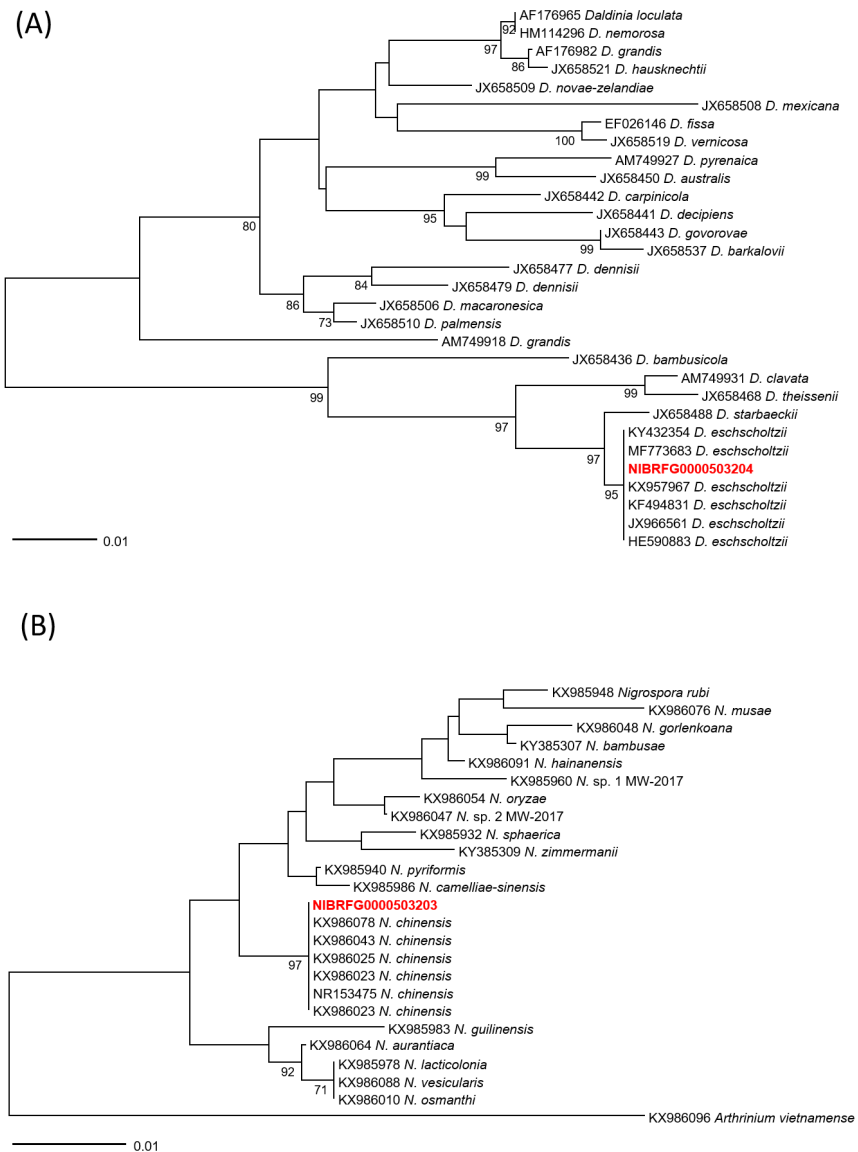 (A)
AF176965 Daldinia loculata
92
HM114296 D. nemorosa
97
AF176982 D. grandis
86
JX658521 D. hausknechtii
JX658509 D. novae-zelandiae
JX658508 D. mexicana
EF026146 D. fissa
100
JX658519 D. vernicosa
AM749927 D. pyrenaica
99
JX658450 D. australis
JX658442 D. carpinicola
95
JX658441 D. decipiens
80
JX658443 D. govorovae
99
JX658537 D. barkalovii
JX658477 D. dennisii
84
JX658479 D. dennisii
86
JX658506 D. macaronesica
73
JX658510 D. palmensis
AM749918 D. grandis
JX658436 D. bambusicola
99
AM749931 D. clavata
99
JX658468 D. theissenii
97
JX658488 D. starbaeckii
KY432354 D. eschscholtzii
97
MF773683 D. eschscholtzii
NIBRFG0000503204
95
KX957967 D. eschscholtzii
KF494831 D. eschscholtzii
JX966561 D. eschscholtzii
HE590883 D. eschscholtzii
0.01
(B)
KX985948 Nigrospora rubi
KX986076 N. musae
KX986048 N. gorlenkoana
KY385307 N. bambusae
KX986091 N. hainanensis
KX985960 N. sp. 1 MW-2017
KX986054 N. oryzae
KX986047 N. sp. 2 MW-2017
KX985932 N. sphaerica
KY385309 N. zimmermanii
KX985940 N. pyriformis
KX985986 N. camelliae-sinensis
NIBRFG0000503203
KX986078 N. chinensis
KX986043 N. chinensis
97
KX986025 N. chinensis
KX986023 N. chinensis
NR153475 N. chinensis
KX986023 N. chinensis
KX985983 N. guilinensis
KX986064 N. aurantiaca
92
KX985978 N. lacticolonia
71
KX986088 N. vesicularis
KX986010 N. osmanthi
KX986096 Arthrinium vietnamense
0.01